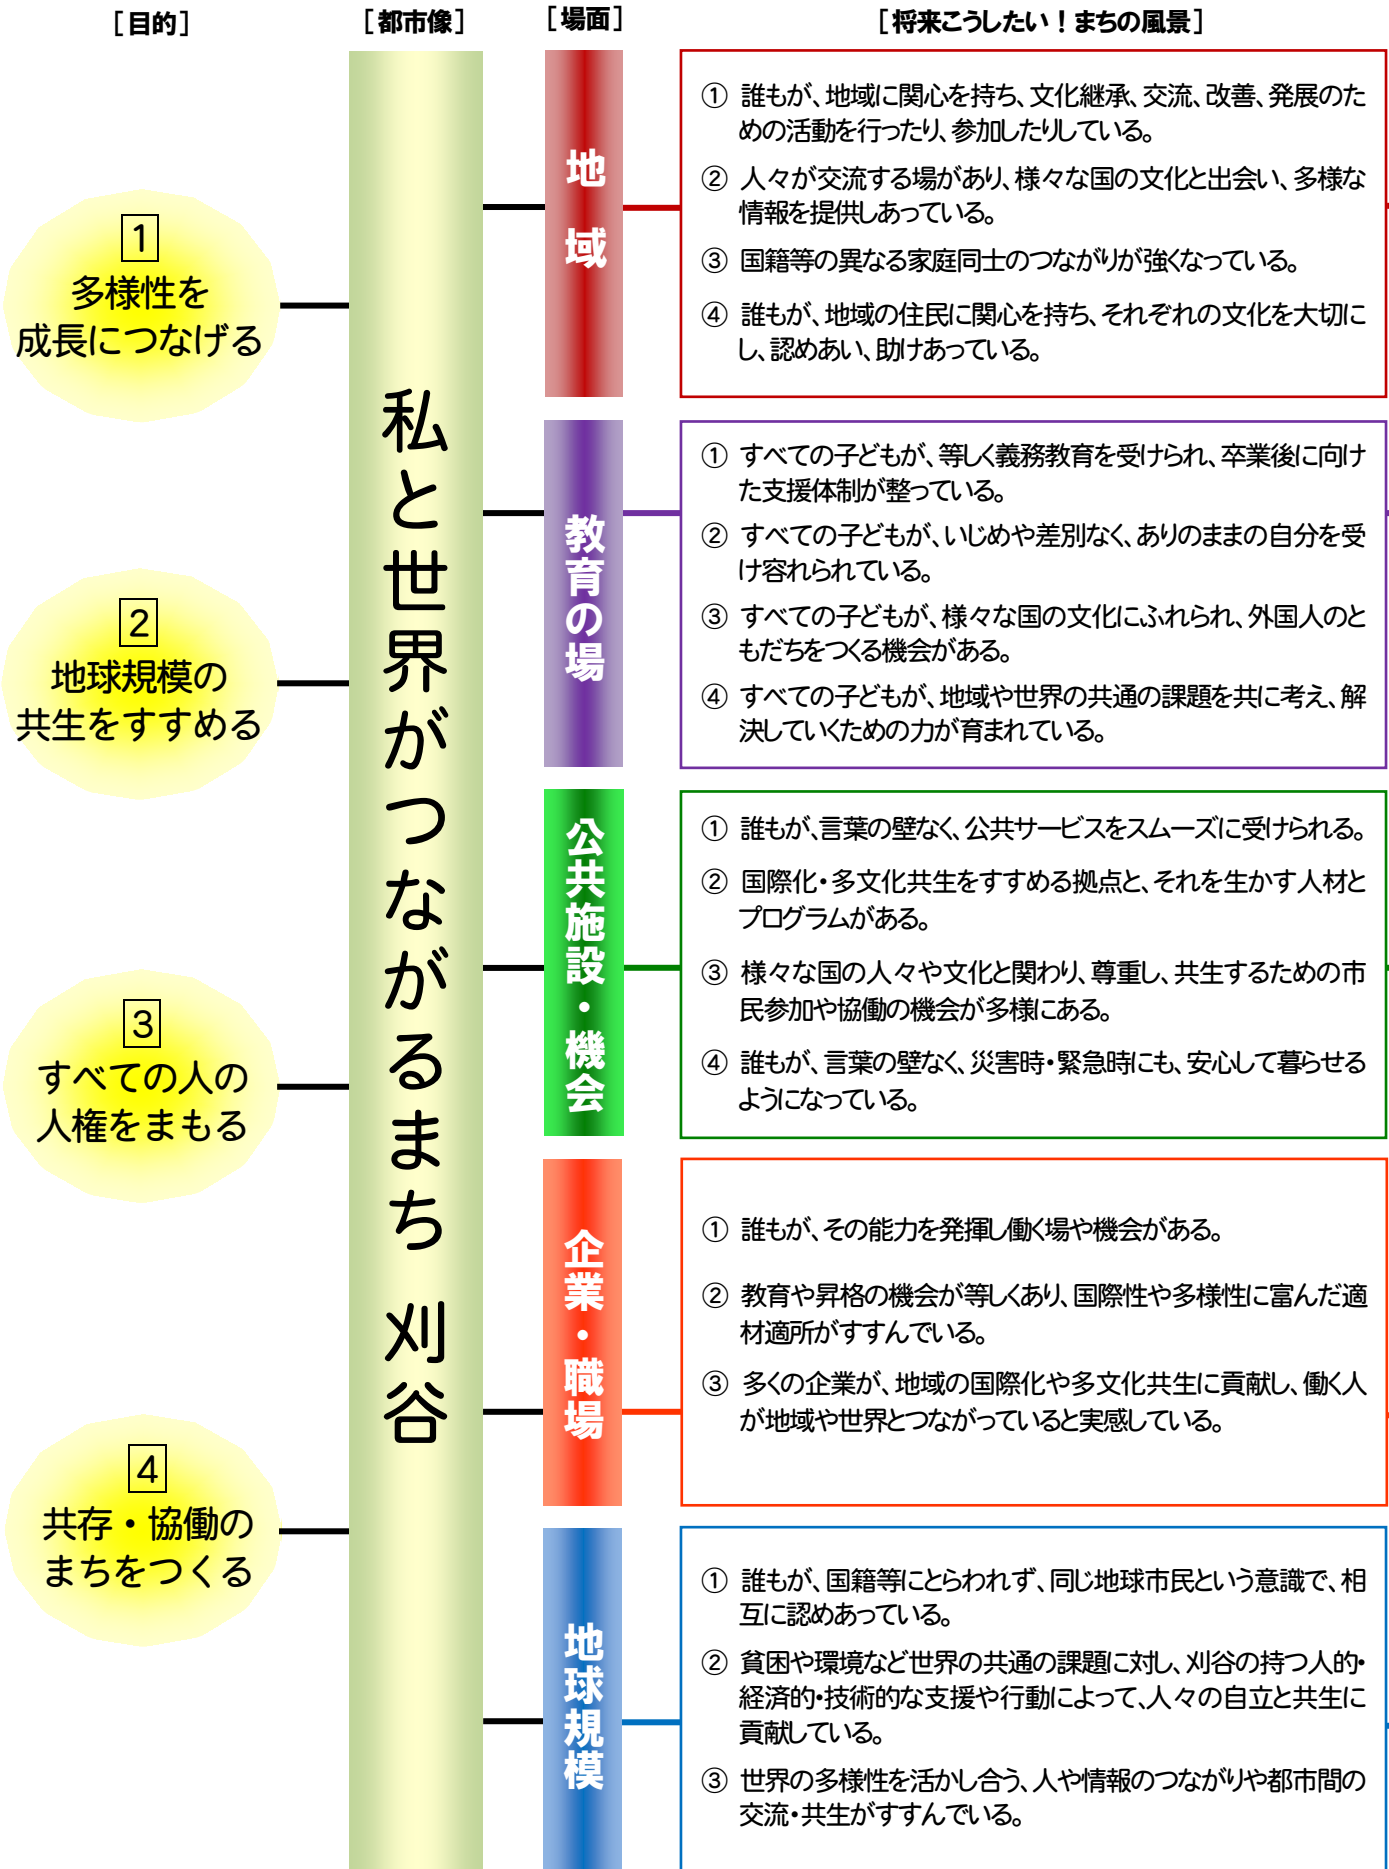 ［目的］
［都市像］
［場面］
［将来こうしたい！まちの風景］
1
多様性を
成長につなげる
2
地球規模の
共生をすすめる
3
すべての人の
人権をまもる
4
共存・協働の
まちをつくる
私と世界がつながるまち 刈谷
地域
① 誰もが、地域に関心を持ち、文化継承、交流、改善、発展のた
めの活動を行ったり、参加したりしている。
② 人々が交流する場があり、様々な国の文化と出会い、多様な
情報を提供しあっている。
③ 国籍等の異なる家庭同士のつながりが強くなっている。
④ 誰もが、地域の住民に関心を持ち、それぞれの文化を大切に
し、認めあい、助けあっている。
教育の場
① すべての子どもが、等しく義務教育を受けられ、卒業後に向け
た支援体制が整っている。
② すべての子どもが、いじめや差別なく、ありのままの自分を受
け容れられている。
③ すべての子どもが、様々な国の文化にふれられ、外国人のと
もだちをつくる機会がある。
④ すべての子どもが、地域や世界の共通の課題を共に考え、解
決していくための力が育まれている。
公共施設・機会
① 誰もが、言葉の壁なく、公共サービスをスムーズに受けられる。
② 国際化・多文化共生をすすめる拠点と、それを生かす人材と
プログラムがある。
③ 様々な国の人々や文化と関わり、尊重し、共生するための市
民参加や協働の機会が多様にある。
④ 誰もが、言葉の壁なく、災害時・緊急時にも、安心して暮らせる
ようになっている。
企業・職場
① 誰もが、その能力を発揮し働く場や機会がある。
② 教育や昇格の機会が等しくあり、国際性や多様性に富んだ適
材適所がすすんでいる。
③ 多くの企業が、地域の国際化や多文化共生に貢献し、働く人
が地域や世界とつながっていると実感している。
地球規模
① 誰もが、国籍等にとらわれず、同じ地球市民という意識で、相
互に認めあっている。
② 貧困や環境など世界の共通の課題に対し、刈谷の持つ人的・
経済的・技術的な支援や行動によって、人々の自立と共生に
貢献している。
③ 世界の多様性を活かし合う、人や情報のつながりや都市間の
交流・共生がすすんでいる。